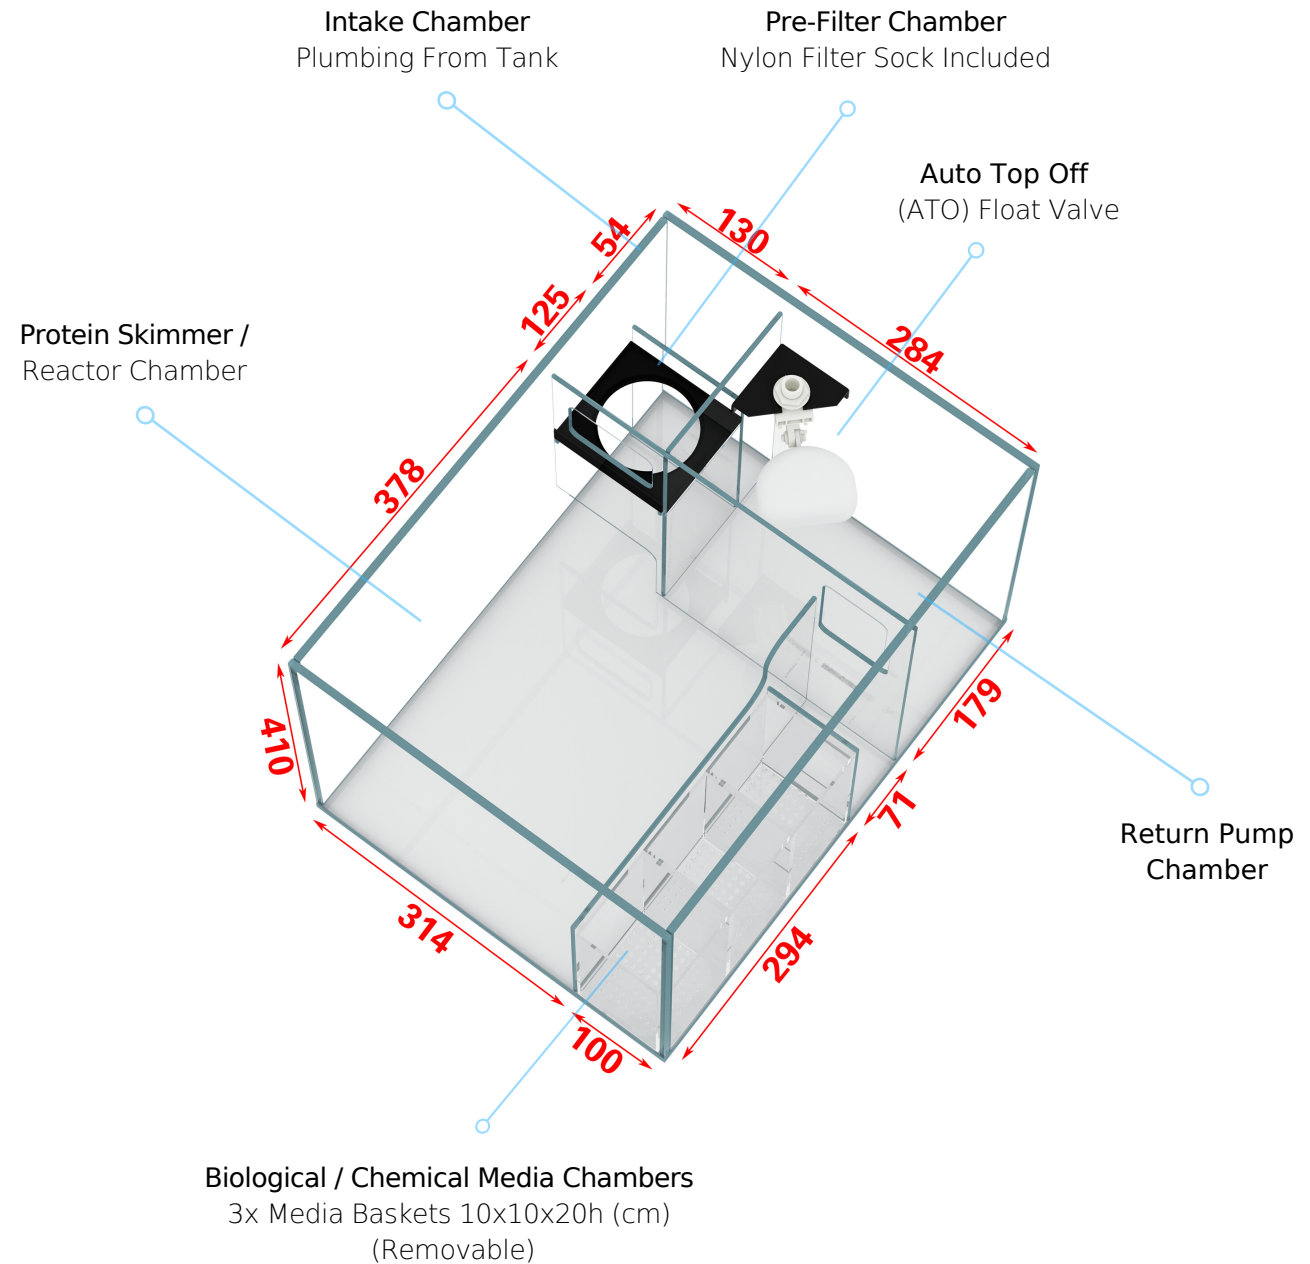 Intake Chamber
Plumbing From Tank
Pre-Filter Chamber
Nylon Filter Sock Included
Auto Top Off
(ATO) Float Valve
Protein Skimmer /
Reactor Chamber
54
130
125
284
378
410
179
71
314
294
100
Return Pump
Chamber
Biological / Chemical Media Chambers
3x Media Baskets 10x10x20h (cm)
(Removable)